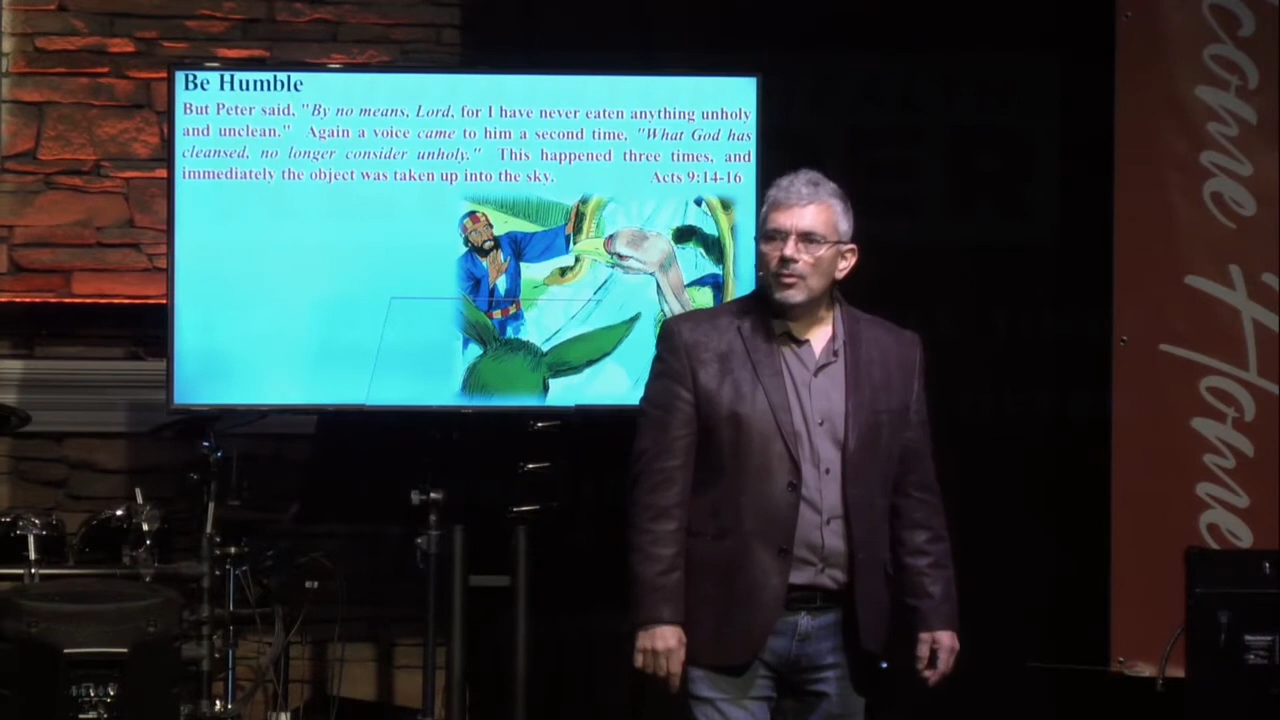 Be Humble
But Peter said, "By no means, Lord, for I have never eaten anything unholy
and unclean." Again a voice came to him a second time, "What God has
cleansed, no longer consider unholy." This happened three times, and
immediately the object was taken up into the sky. Acts 9:14-16
come Home